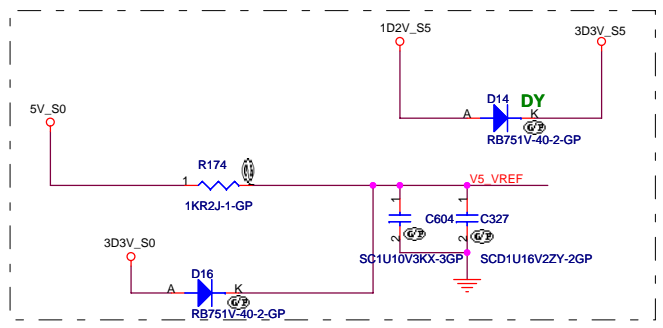 1D2V_S5
3D3V_S5
5V_S0
D14
DY
A
K
G/P
RB751V-40-2-GP
R174
1
1KR2J-1-GP
V5_VREF
1
1
C604
C327
2
G/P
2
G/P
SC1U10V3KX-3GP
SCD1U16V2ZY-2GP
3D3V_S0
D16
A
K
G/P
RB751V-40-2-GP